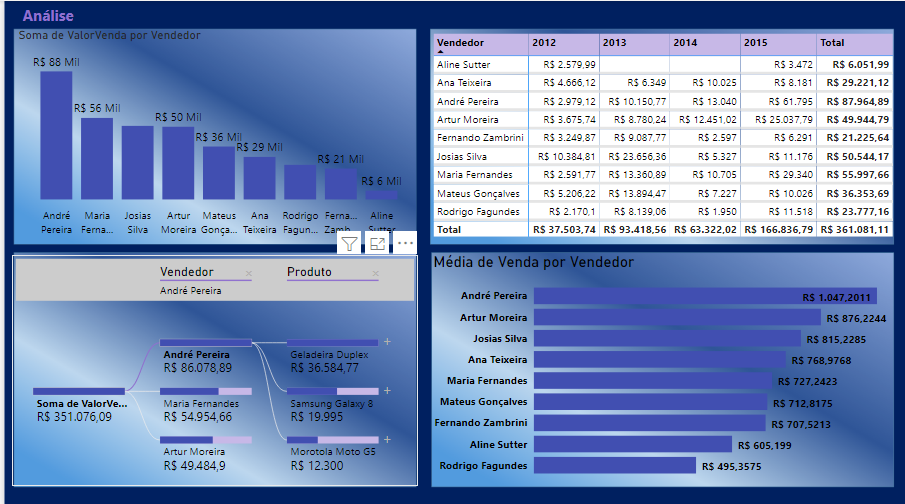 Análise
Soma de ValorVenda por Vendedor
R$ 88 Mil
R$ 56 Mil
R$ 50 Mil
R$ 36 Mil
R$ 29 Mil
R$ 21 Mil
R$ 6 Mil
André Pereira
Maria Ferna...
Josias Silva
Artur Moreira
Mateus Gonça...
Ana Teixeira
Rodrigo Fagun...
Ferna... Zamb...
Aline Sutter
Vendedor 2012 2013 2014 2015 Total
Aline Sutter R$ 2.579,99 R$ 3.472 R$ 6.051,99
Ana Teixeira R$ 4.666,12 R$ 6.349 R$ 10.025 R$ 8.181 R$ 29.221,12
André Pereira R$ 2.979,12 R$ 10.150,77 R$ 13.040 R$ 61.795 R$ 87.964,89
Artur Moreira R$ 3.675,74 R$ 8.780,24 R$ 12.451,02 R$ 25.037,79 R$ 49.944,79
Fernando Zambrini R$ 3.249,87 R$ 9.087,77 R$ 2.597 R$ 6.291 R$ 21.225,64
Josias Silva R$ 10.384,81 R$ 23.656,36 R$ 5.327 R$ 11.176 R$ 50.544,17
Maria Fernandes R$ 2.591,77 R$ 13.360,89 R$ 10.705 R$ 29.340 R$ 55.997,66
Mateus Gonçalves R$ 5.206,22 R$ 13.894,47 R$ 7.227 R$ 10.026 R$ 36.353,69
Rodrigo Fagundes R$ 2.170,1 R$ 8.139,06 R$ 1.950 R$ 11.518 R$ 23.777,16
Total R$ 37.503,74 R$ 93.418,56 R$ 63.322,02 R$ 166.836,79 R$ 361.081,11
Vendedor
André Pereira
Produto
Soma de ValorVe...
R$ 351.076,09
André Pereira
R$ 86.078,89
Maria Fernandes
R$ 54.954,66
Artur Moreira
R$ 49.484,9
Geladeira Duplex
R$ 36.584,77
Samsung Galaxy 8
R$ 19.995
Morotola Moto G5
R$ 12.300
Média de Venda por Vendedor
André Pereira R$ 1.047,2011
Artur Moreira R$ 876,2244
Josias Silva R$ 815,2285
Ana Teixeira R$ 768,9768
Maria Fernandes R$ 727,2423
Mateus Gonçalves R$ 712,8175
Fernando Zambrini R$ 707,5213
Aline Sutter R$ 605,199
Rodrigo Fagundes R$ 495,3575